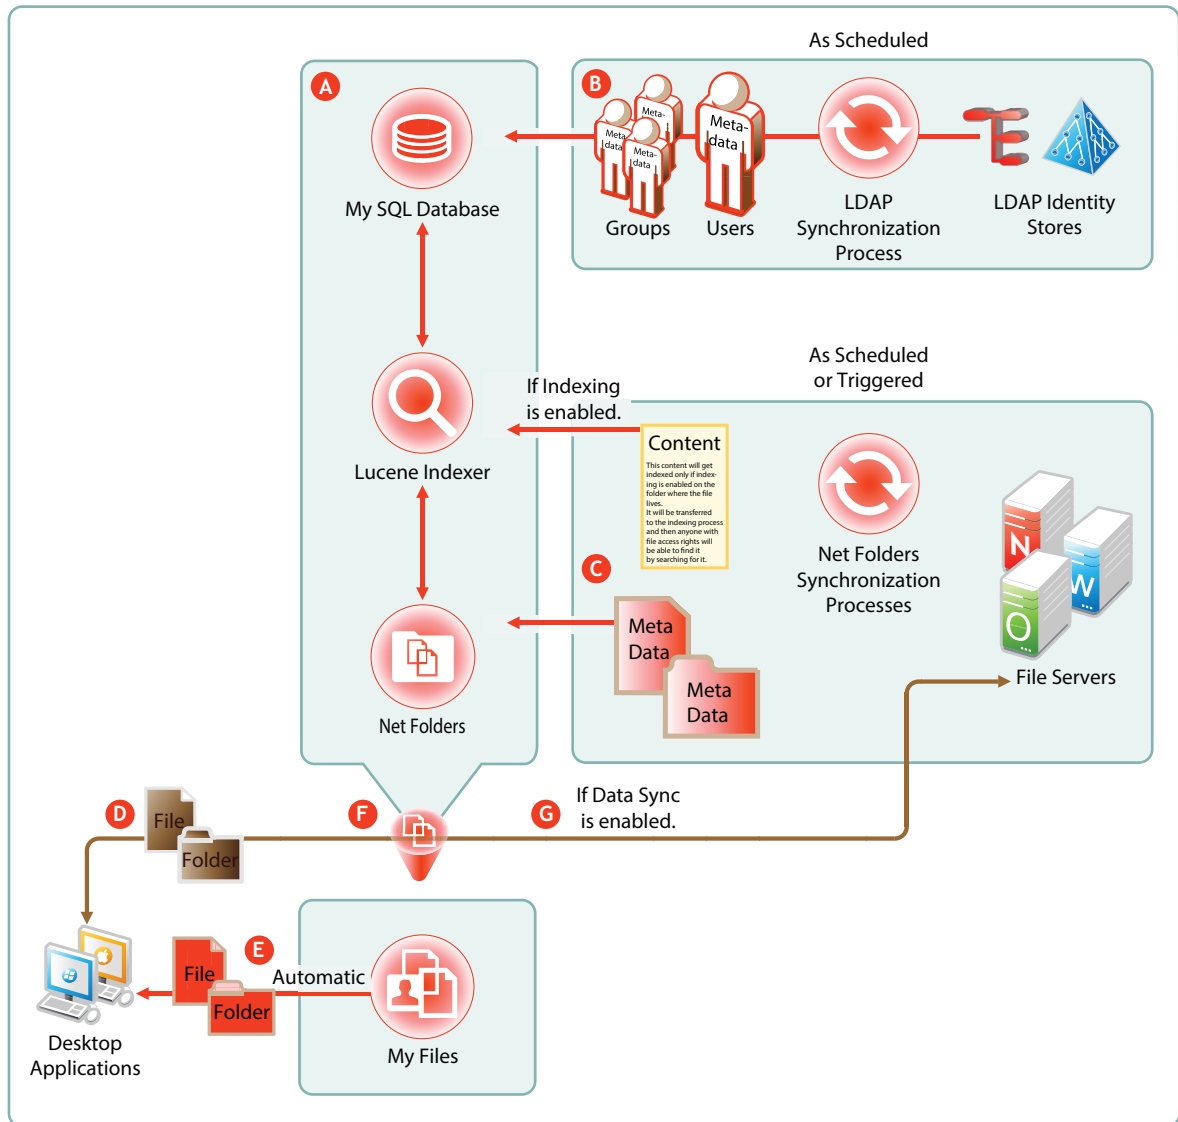 As Scheduled
A
B
Meta-
Meta-
data
Meta-
data
Meta-
data
My SQL Database
Groups
Users
LDAP
Synchronization
Process
LDAP Identity
Stores
As Scheduled
or Triggered
If Indexing
is enabled.
Content
This content will get
indexed only if index-
ing is enabled on the
folder where the file
lives.
It will be transferred
to the indexing process
and then anyone with
file access rights will
be able to find it
by searching for it.
Lucene Indexer
Net Folders
Synchronization
Processes
N
W
O
File Servers
C
Meta
Data
Meta
Data
Net Folders
D
File
Folder
F
G
If Data Sync
is enabled.
E
File
Folder
Automatic
Desktop
Applications
My Files